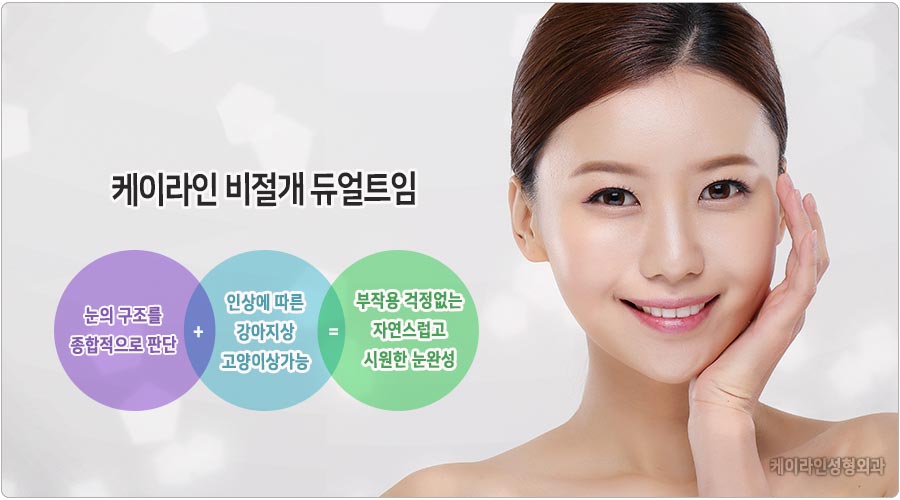 케이라인 비절개 듀얼트임
눈의 구조를
종합적으로 판단
+
인상에 따른
강아지상
고양이상가능
=
부작용 걱정없는
자연스럽고
시원한 눈완성
케이라인성형외과